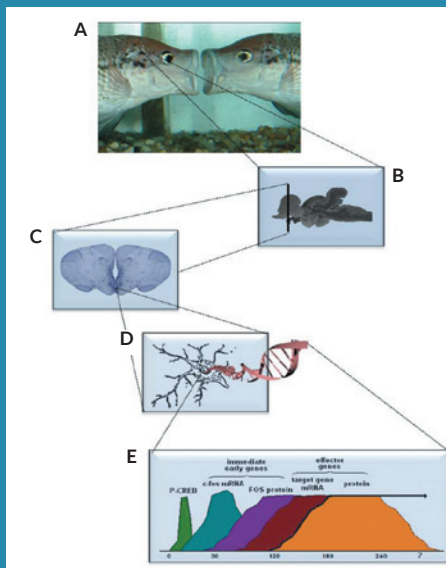 A
B
C
D
E
immediate
early genes
effector
genes
P-CREB
c-fos mRNA
FOS protein
target gene
mRNA
protein
0
30
120
180
240
?